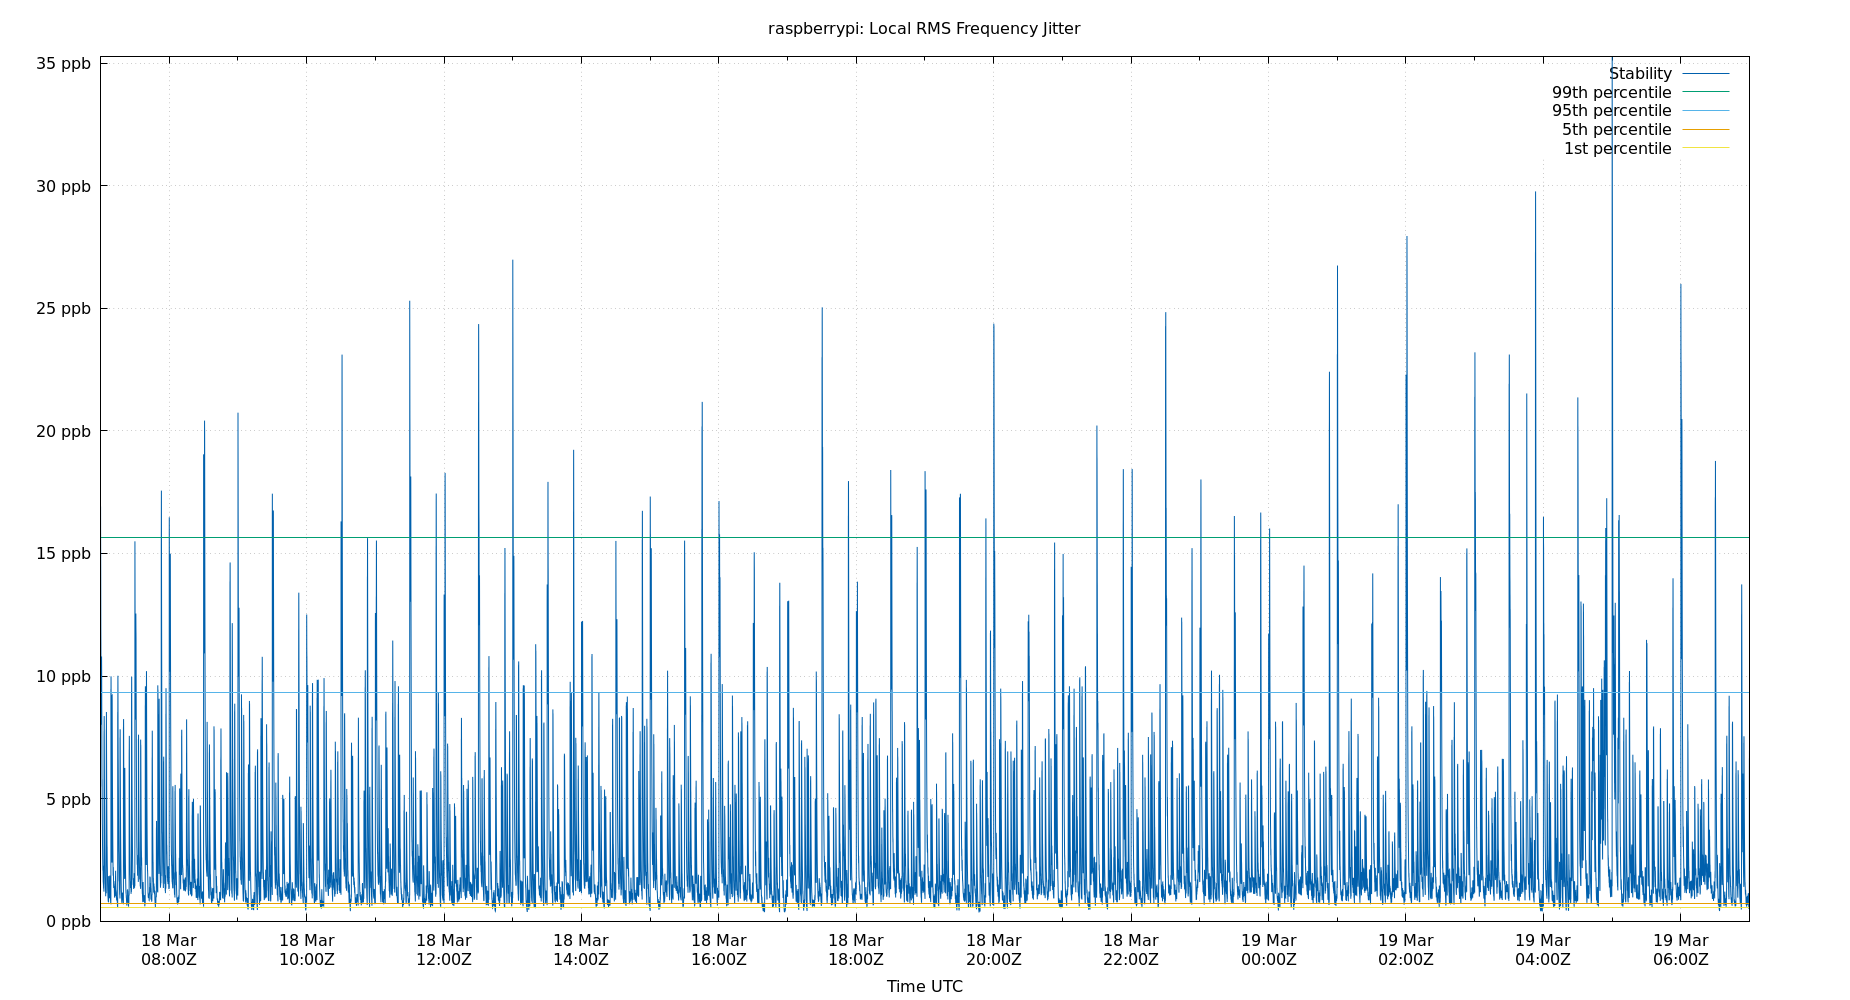 raspberrypi: Local RMS Frequency Jitter
35 ppb
30 ppb
25 ppb
20 ppb
15 ppb
10 ppb
5 ppb
0 ppb
Stability
99th percentile
95th percentile
5th percentile
1st percentile
18 Mar
08:00Z
18 Mar
10:00Z
18 Mar
12:00Z
18 Mar
14:00Z
18 Mar
16:00Z
18 Mar
18:00Z
18 Mar
20:00Z
18 Mar
22:00Z
19 Mar
00:00Z
19 Mar
02:00Z
19 Mar
04:00Z
19 Mar
06:00Z
Time UTC